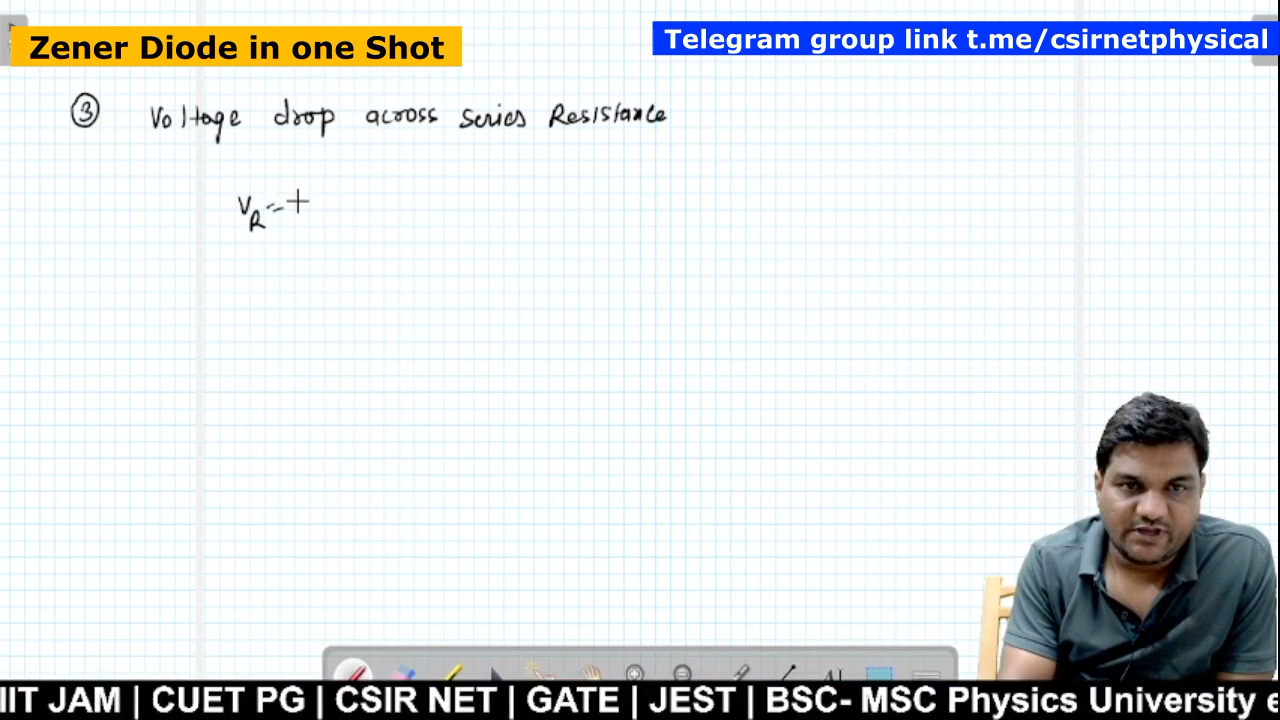 Zener Diode in one Shot
Telegram group link t.me/csirnetphysical
③ Voltage drop across series Resistance
V_R =
IIT JAM | CUET PG | CSIR NET | GATE | JEST | BSC- MSC Physics University e